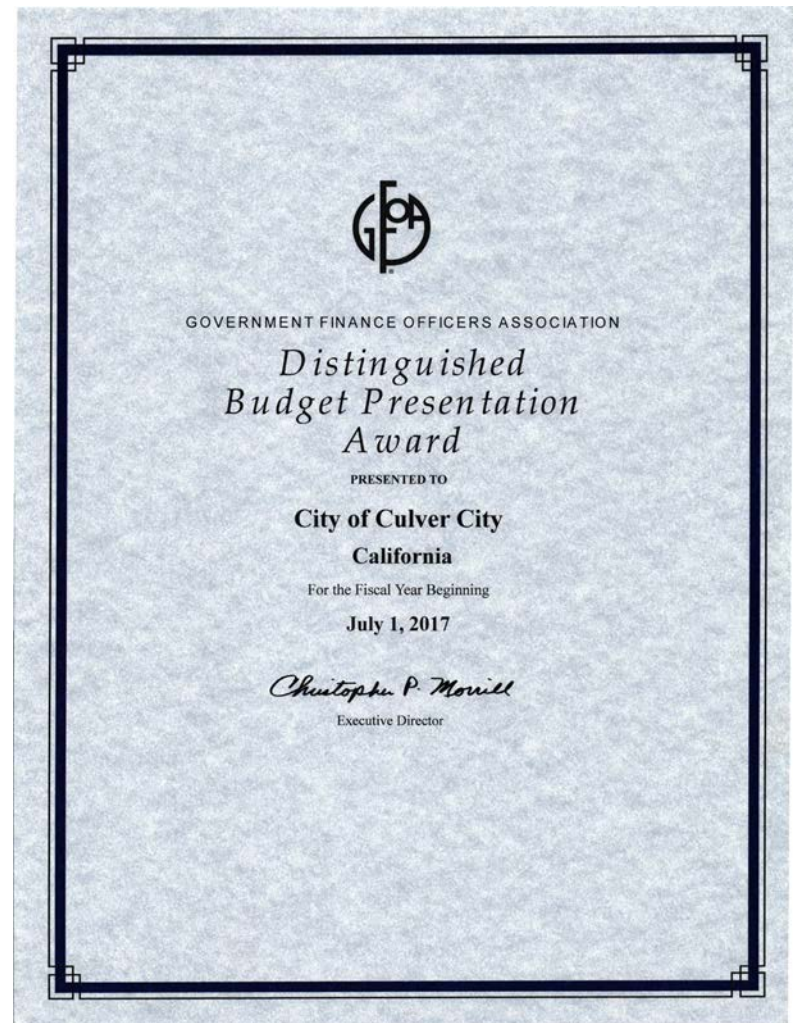 GFOA
GOVERNMENT FINANCE OFFICERS ASSOCIATION
Distinguished
Budget Presentation
Award
PRESENTED TO
City of Culver City
California
For the Fiscal Year Beginning
July 1, 2017
Christopher P. Morrill
Executive Director